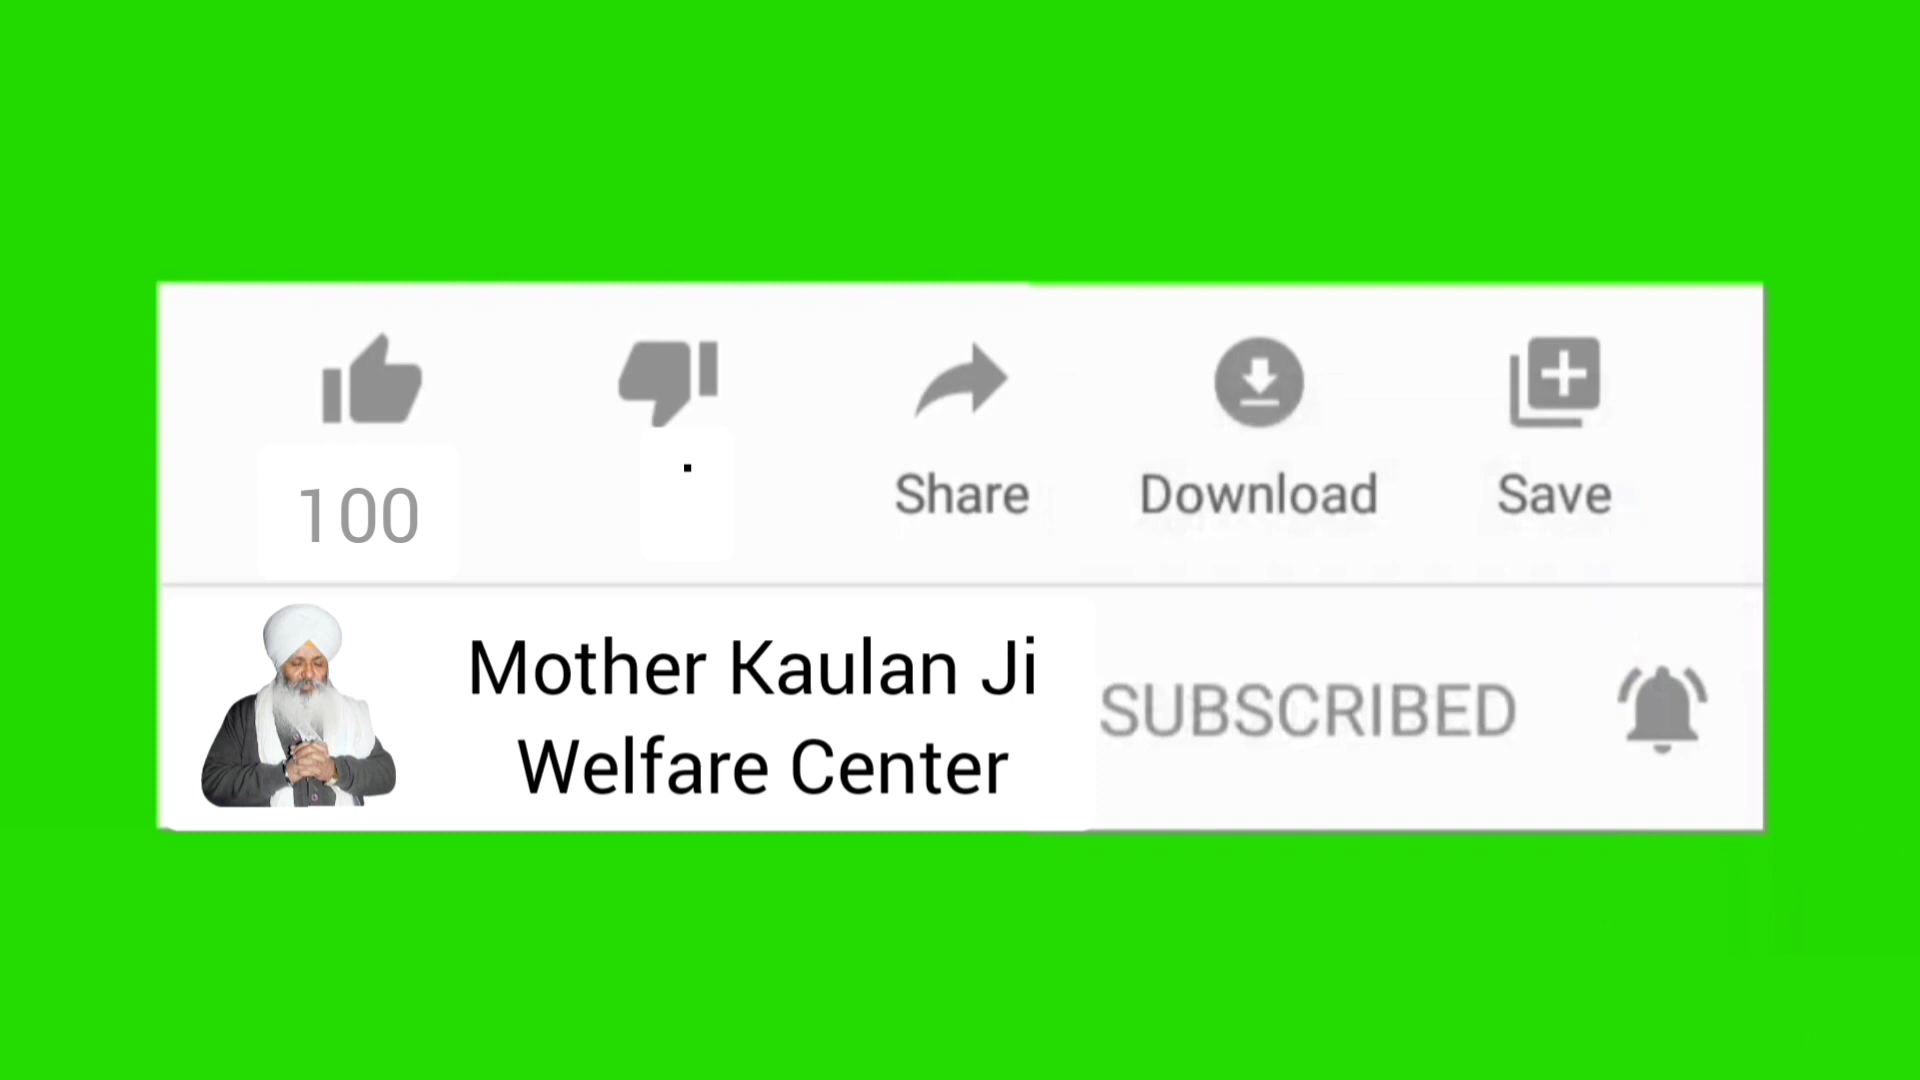 100
.
Share
Download
Save
Mother Kaulan Ji
Welfare Center
SUBSCRIBED